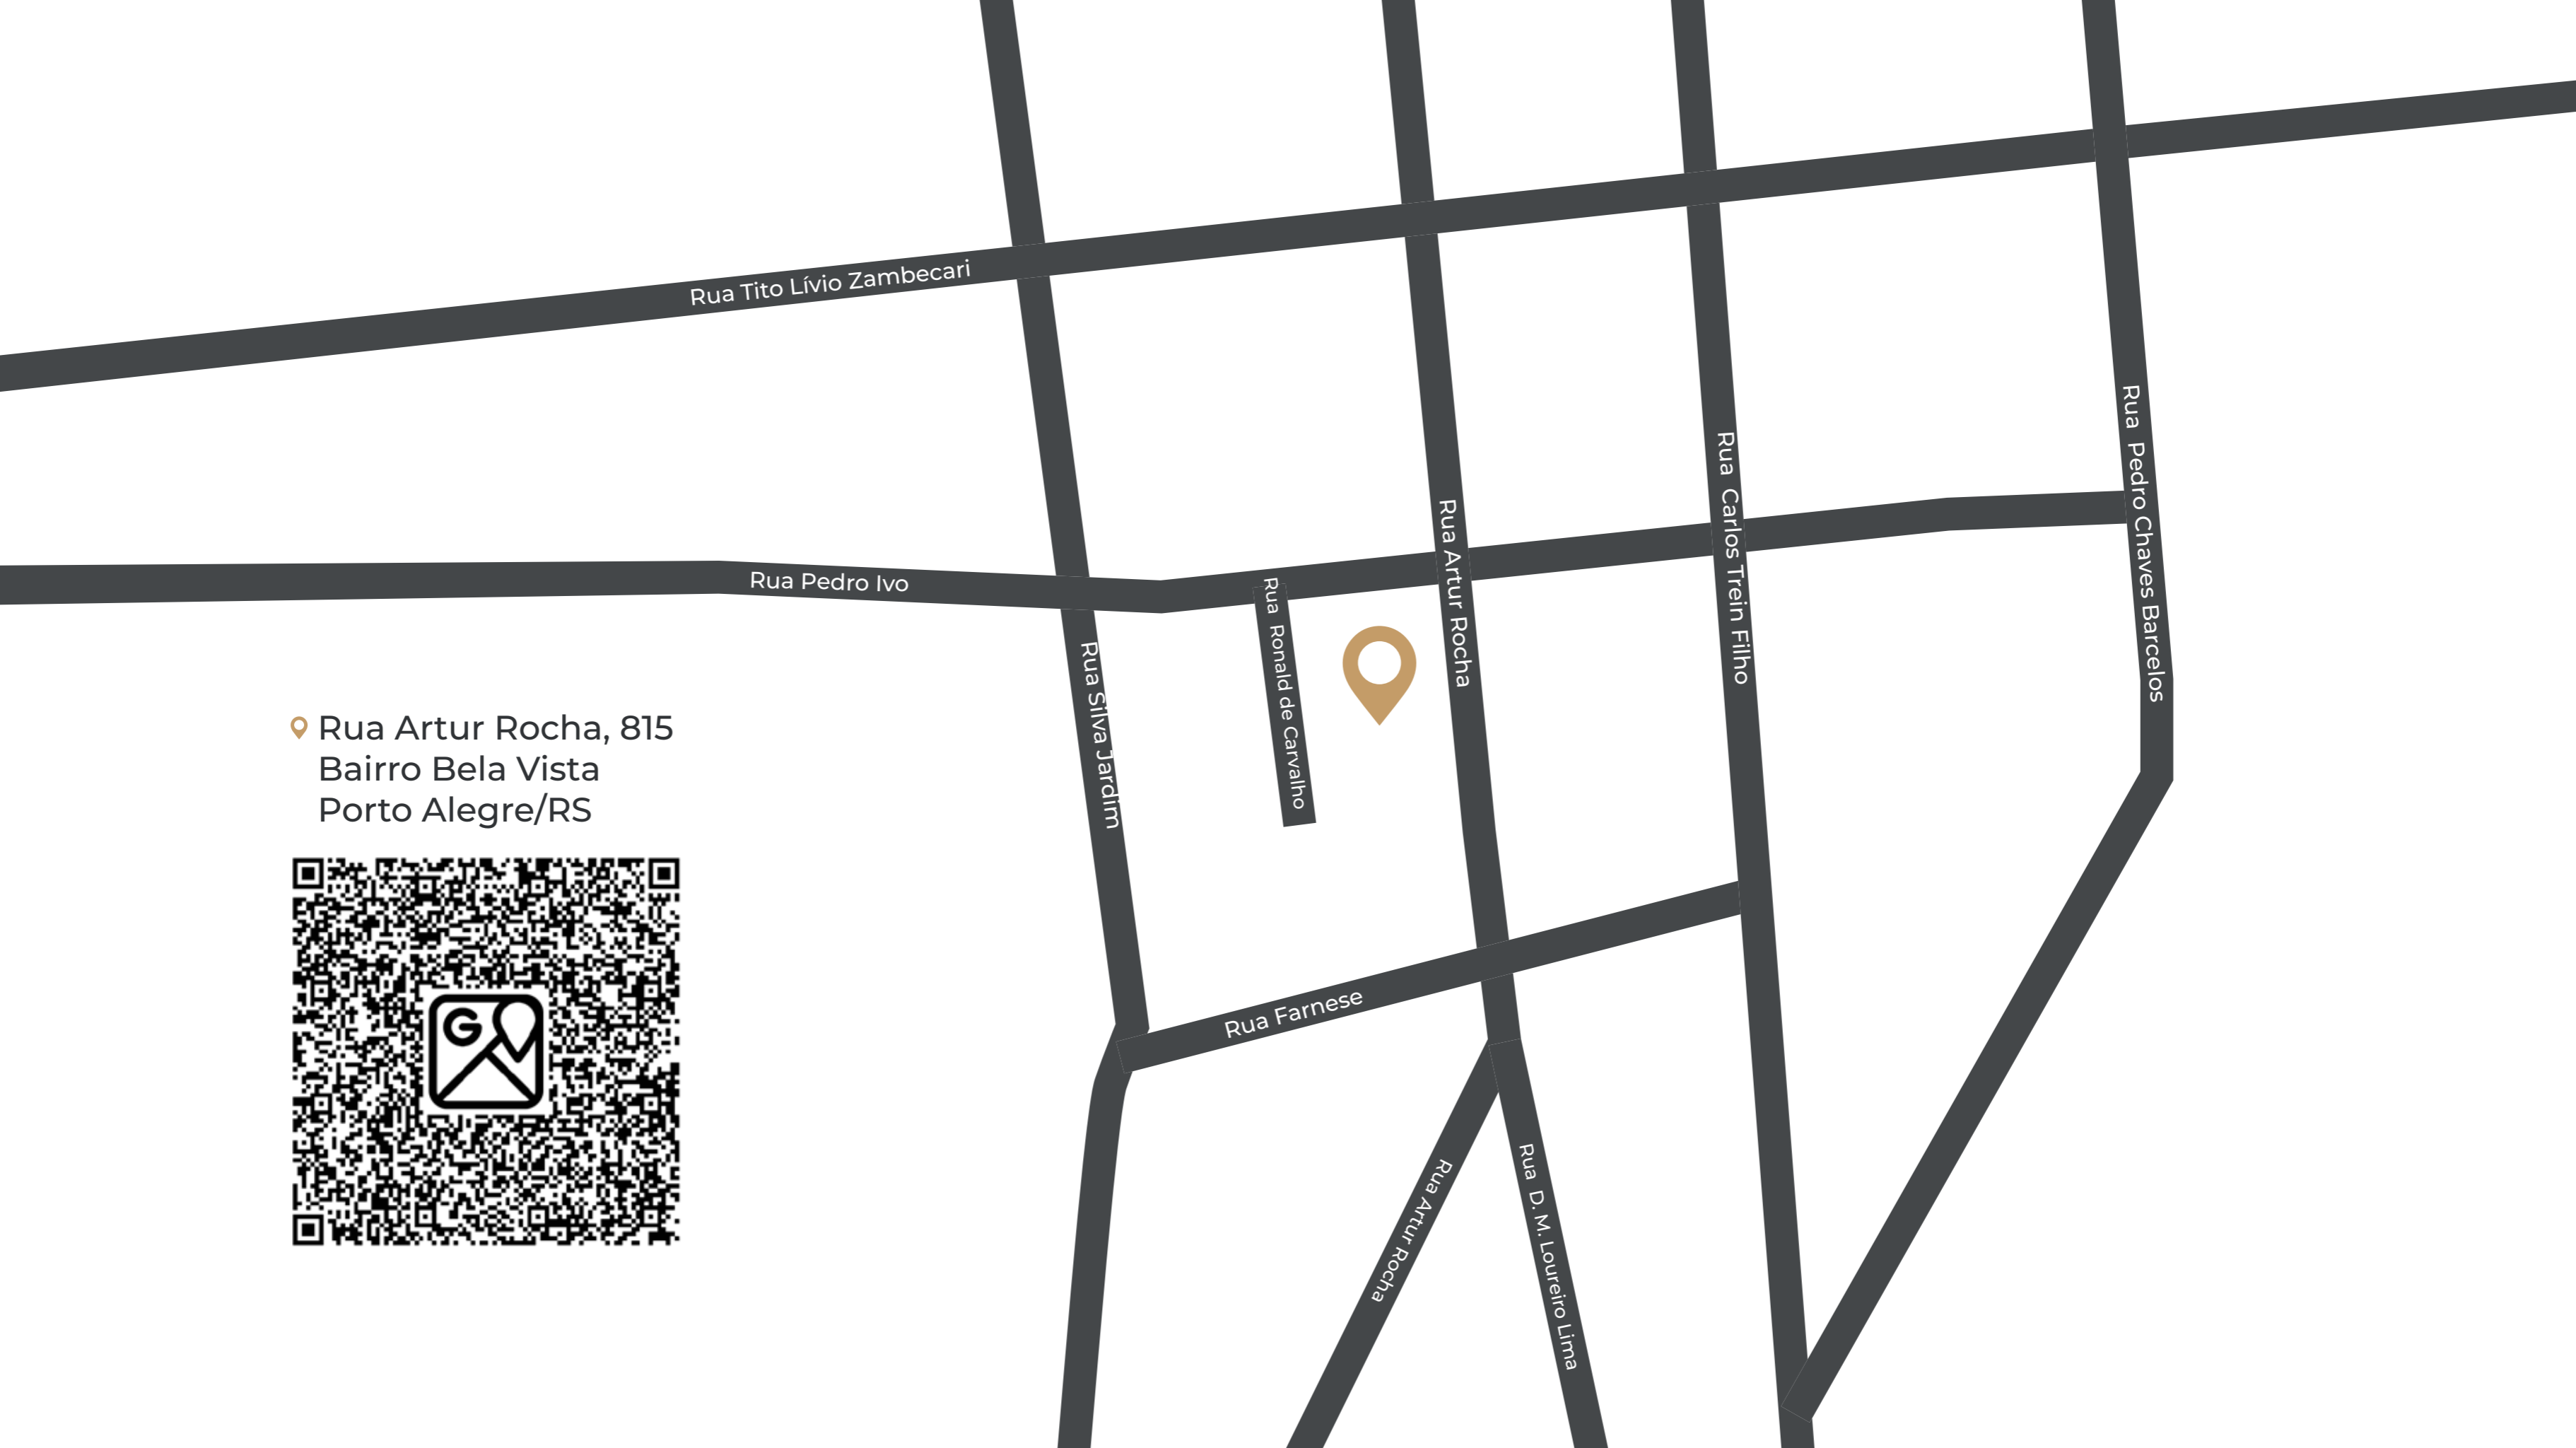 Rua Tito Lívio Zambecari
Rua Pedro Chaves Barcelos
Rua Carlos Trein Filho
Rua Artur Rocha
Rua Pedro Ivo
Rua Ronald de Carvalho
Rua Silva Jardim
Rua Artur Rocha, 815
Bairro Bela Vista
Porto Alegre/RS
G
Rua Farnese
Rua D. M. Loureiro Lima
Rua Artur Rocha